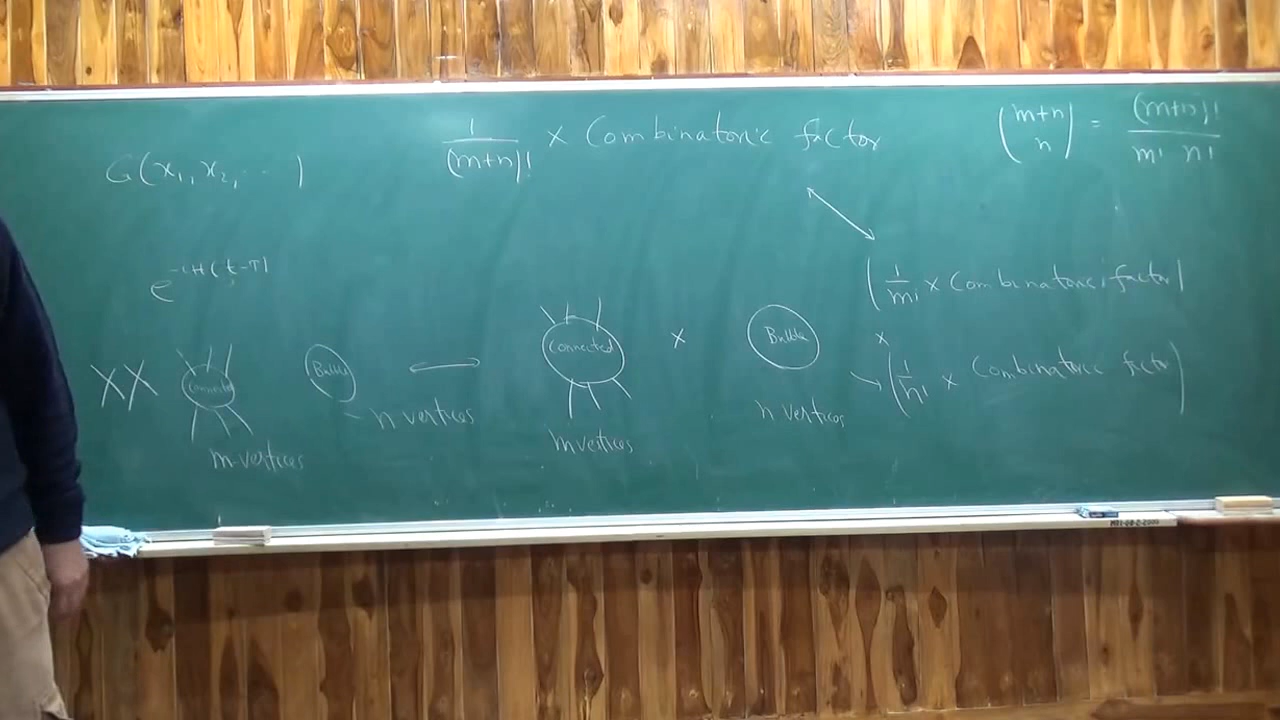 G(x₁, x₂, ...)
1/(m+n)! × Combinatoric factor
(m+n n) = (m+n)!/m! n!
e^-iH(t-T)
(1/m! × Combinatoric factor)
×
(1/n! × Combinatoric factor)
XX Connected
Bubble
n vertices
m-vertices
Connected
×
Bubble
m vertices
n vertices